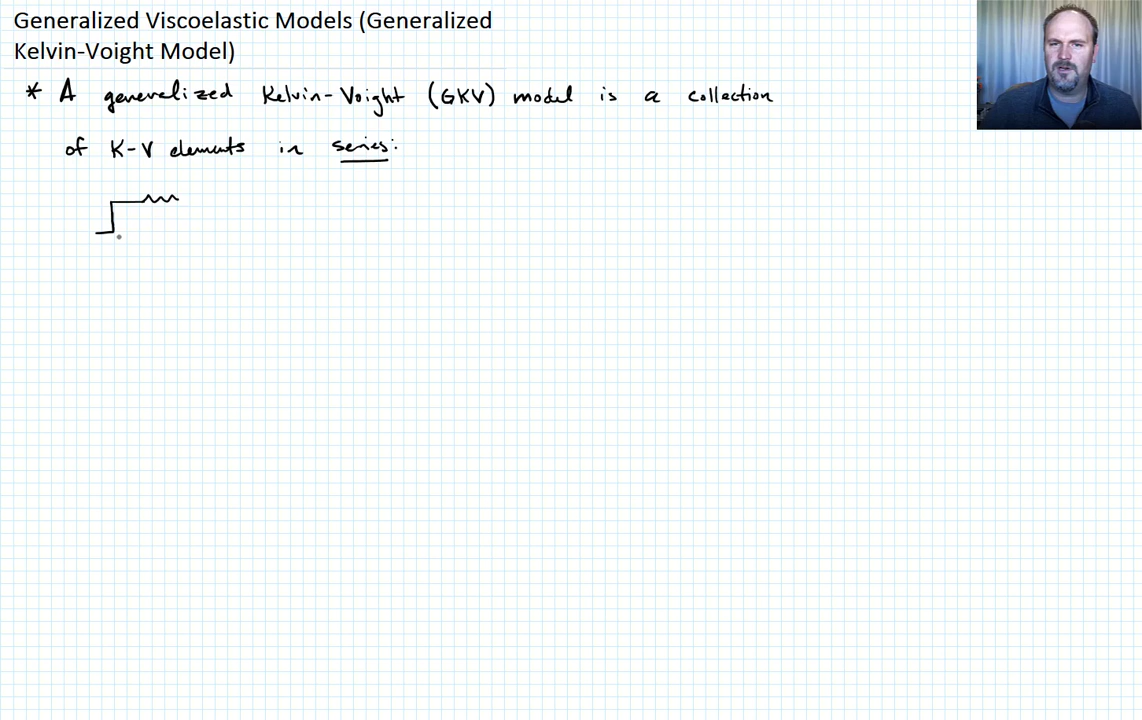 Generalized Viscoelastic Models (Generalized
Kelvin-Voight Model)
* A generalized Kelvin-Voight (GKV) model is a collection
of K-V elements in series: